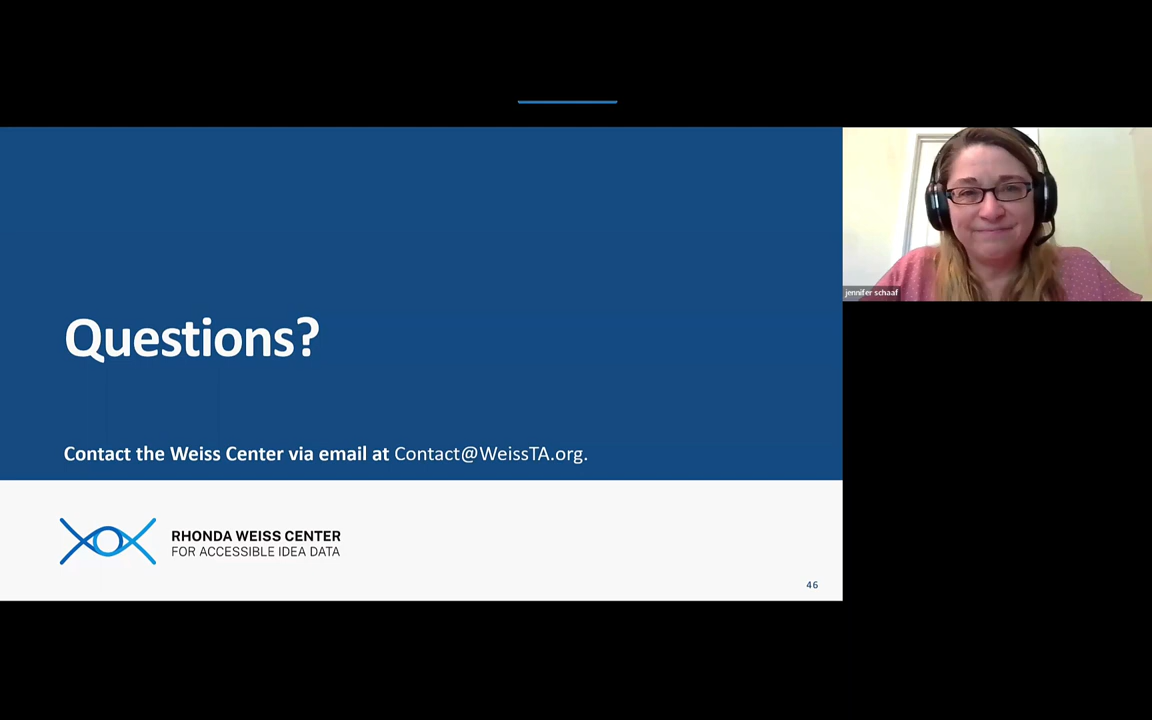 jennifer schaaf
Questions?
Contact the Weiss Center via email at Contact@WeissTA.org.
RHONDA WEISS CENTER
FOR ACCESSIBLE IDEA DATA
46